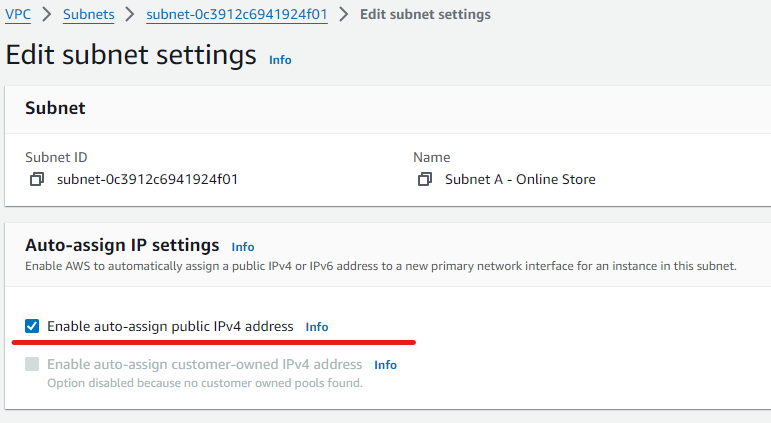 VPC > Subnets > subnet-0c3912c6941924f01 > Edit subnet settings
Edit subnet settings Info
Subnet
Subnet ID
subnet-0c3912c6941924f01
Name
Subnet A - Online Store
Auto-assign IP settings Info
Enable AWS to automatically assign a public IPv4 or IPv6 address to a new primary network interface for an instance in this subnet.
Enable auto-assign public IPv4 address Info
Enable auto-assign customer-owned IPv4 address Info
Option disabled because no customer owned pools found.